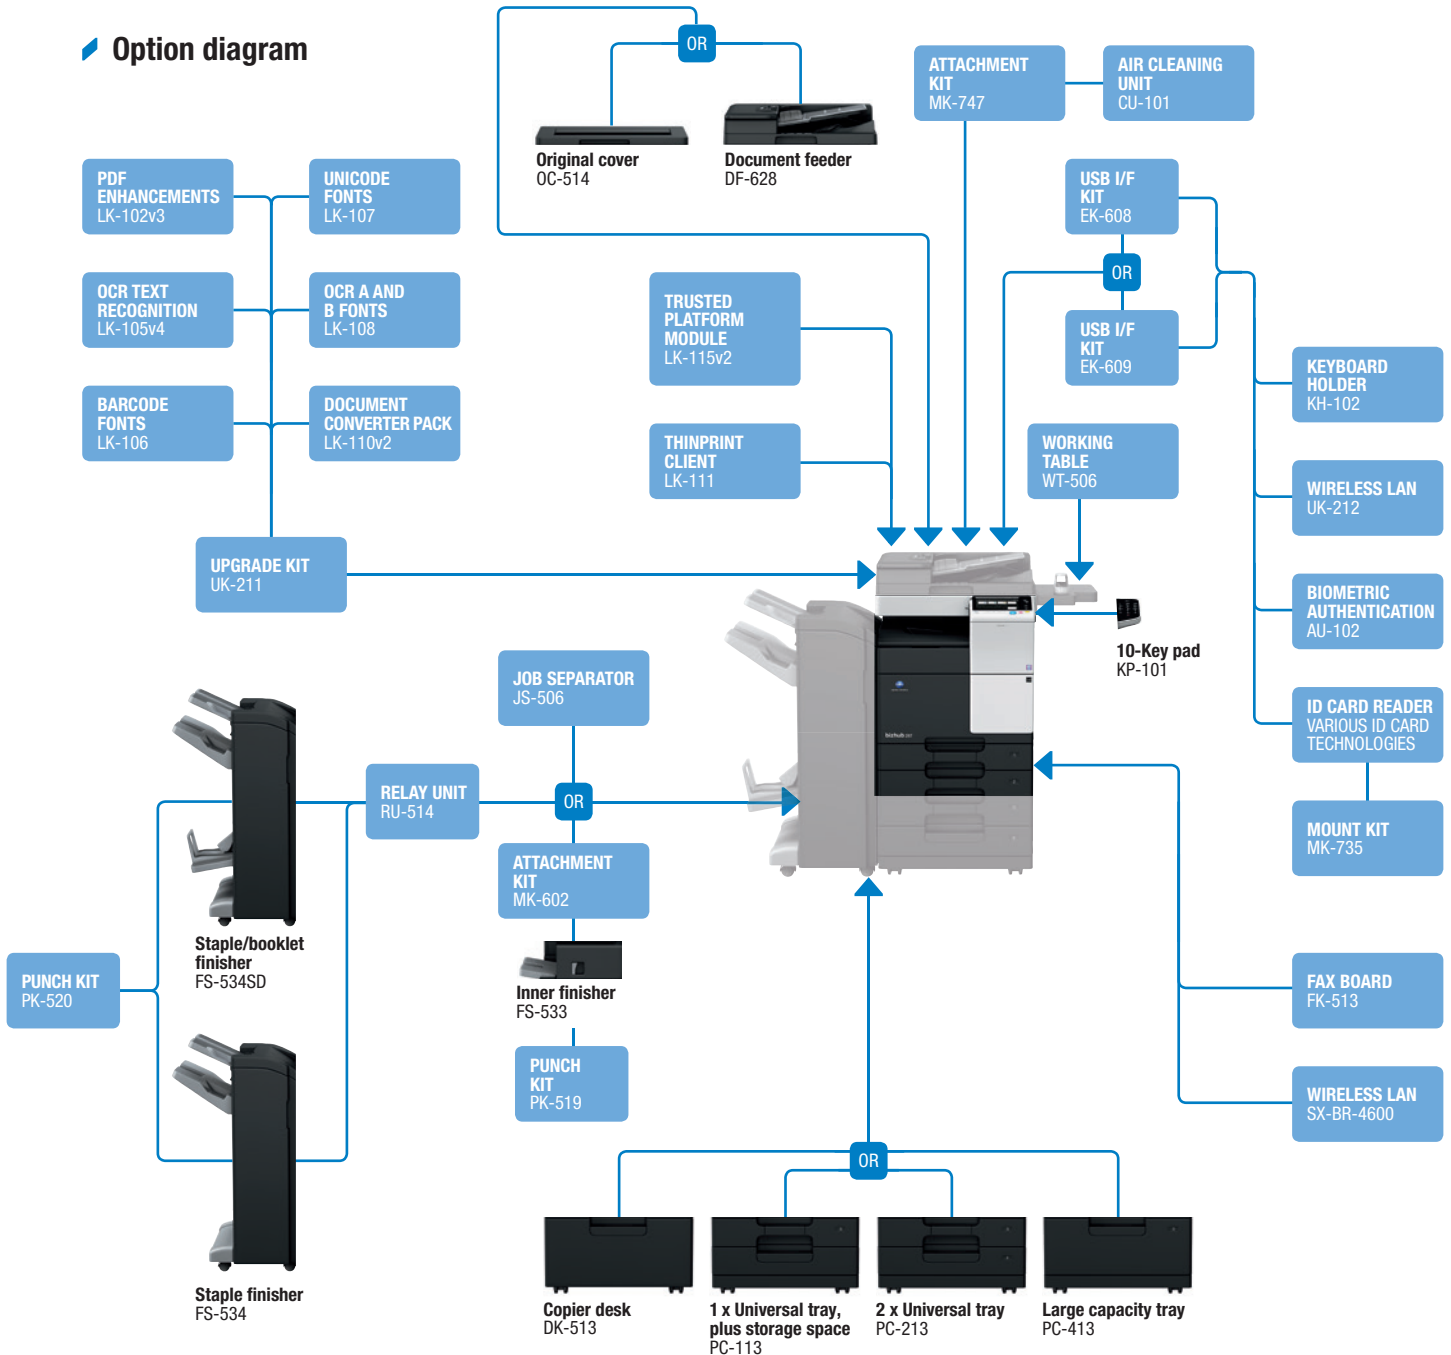 Option diagram
OR
Original cover
OC-514
Document feeder
DF-628
ATTACHMENT
KIT
MK-747
AIR CLEANING
UNIT
CU-101
PDF
ENHANCEMENTS
LK-102v3
UNICODE
FONTS
LK-107
OCR TEXT
RECOGNITION
LK-105v4
OCR A AND
B FONTS
LK-108
BARCODE
FONTS
LK-106
DOCUMENT
CONVERTER PACK
LK-110v2
UPGRADE KIT
UK-211
TRUSTED
PLATFORM
MODULE
LK-115v2
THINPRINT
CLIENT
LK-111
USB I/F
KIT
EK-608
OR
USB I/F
KIT
EK-609
WORKING
TABLE
WT-506
KEYBOARD
HOLDER
KH-102
WIRELESS LAN
UK-212
BIOMETRIC
AUTHENTICATION
AU-102
ID CARD READER
VARIOUS ID CARD
TECHNOLOGIES
MOUNT KIT
MK-735
10-Key pad
KP-101
bizhub
JOB SEPARATOR
JS-506
RELAY UNIT
RU-514
OR
ATTACHMENT
KIT
MK-602
Inner finisher
FS-533
PUNCH
KIT
PK-519
Staple/booklet
finisher
FS-534SD
PUNCH KIT
PK-520
Staple finisher
FS-534
FAX BOARD
FK-513
WIRELESS LAN
SX-BR-4600
OR
Copier desk
DK-513
1 x Universal tray,
plus storage space
PC-113
2 x Universal tray
PC-213
Large capacity tray
PC-413